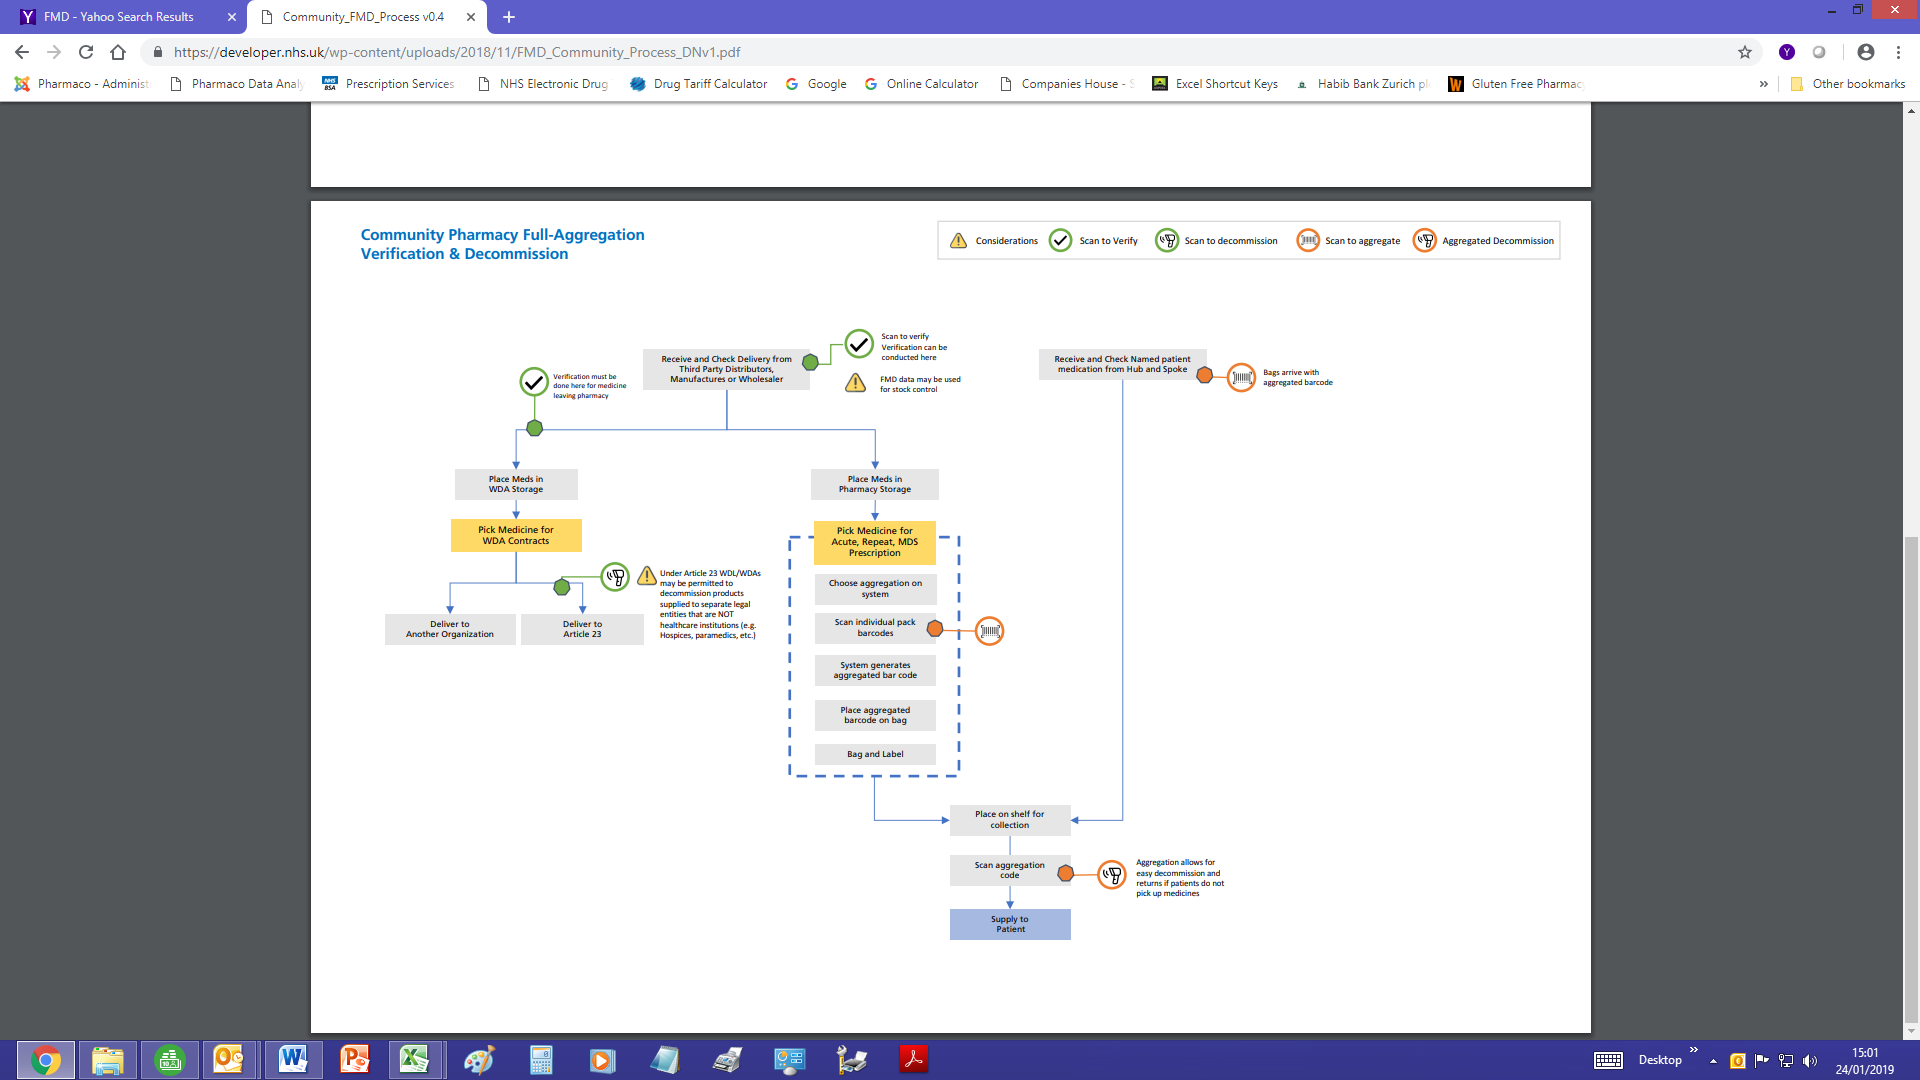 FMD - Yahoo Search Results
Community_FMD_Process v0.4
https://developer.nhs.uk/wp-content/uploads/2018/11/FMD_Community_Process_DNv1.pdf
Pharmaco - Administ
Pharmaco Data Anal
NHS BSA
Prescription Services
NHS Electronic Drug
Drug Tariff Calculator
Google
Online Calculator
Companies House - S
Excel Shortcut Keys
Habib Bank Zurich pl
Gluten Free Pharmac
»
Other bookmarks
Community Pharmacy Full-Aggregation
Verification & Decommission
Considerations
Scan to Verify
Scan to decommission
Scan to aggregate
Aggregated Decommission
Receive and Check Delivery from
Third Party Distributors,
Manufactures or Wholesaler
Scan to verify
Verification can be
conducted here
FMD data may be used
for stock control
Receive and Check Named patient
medication from Hub and Spoke
Bags arrive with
aggregated barcode
Verification must be
done here for medicine
leaving pharmacy
Place Meds in
WDA Storage
Place Meds in
Pharmacy Storage
Pick Medicine for
WDA Contracts
Pick Medicine for
Acute, Repeat, MDS
Prescription
Under Article 23 WDL/WDAs
may be permitted to
decommission products
supplied to separate legal
entities that are NOT
healthcare institutions (e.g.
Hospices, paramedics, etc.)
Deliver to
Another Organization
Deliver to
Article 23
Choose aggregation on
system
Scan individual pack
barcodes
System generates
aggregated bar code
Place aggregated
barcode on bag
Bag and Label
Place on shelf for
collection
Scan aggregation
code
Aggregation allows for
easy decommission and
returns if patients do not
pick up medicines
Supply to
Patient
Desktop
»
15:01
24/01/2019